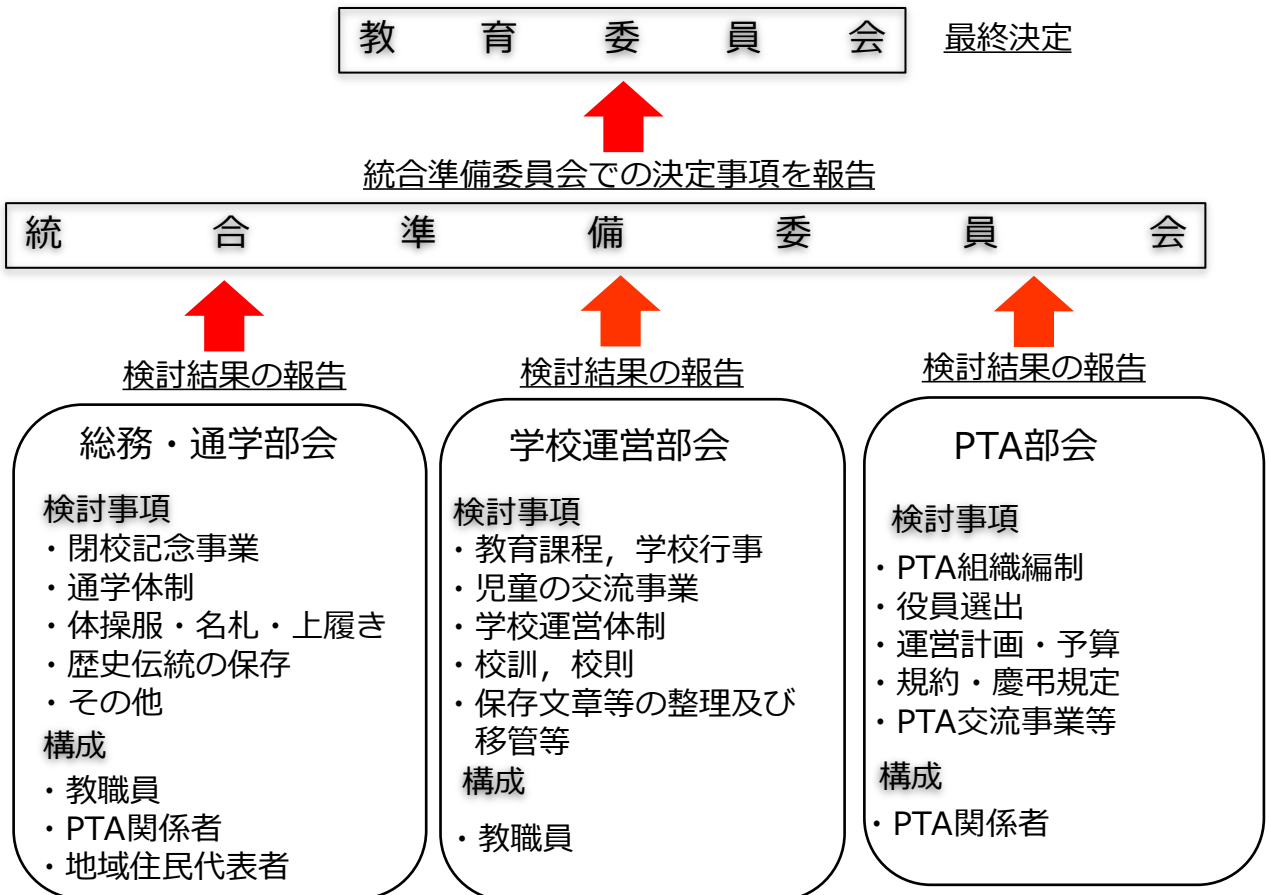 教育委員会
最終決定
統合準備委員会での決定事項を報告
統合準備委員会
検討結果の報告
検討結果の報告
検討結果の報告
総務・通学部会
検討事項
・閉校記念事業
・通学体制
・体操服・名札・上履き
・歴史伝統の保存
・その他
構成
・教職員
・PTA関係者
・地域住民代表者
学校運営部会
検討事項
・教育課程，学校行事
・児童の交流事業
・学校運営体制
・校訓，校則
・保存文章等の整理及び
移管等
構成
・教職員
PTA部会
検討事項
・PTA組織編制
・役員選出
・運営計画・予算
・規約・慶弔規定
・PTA交流事業等
構成
・PTA関係者